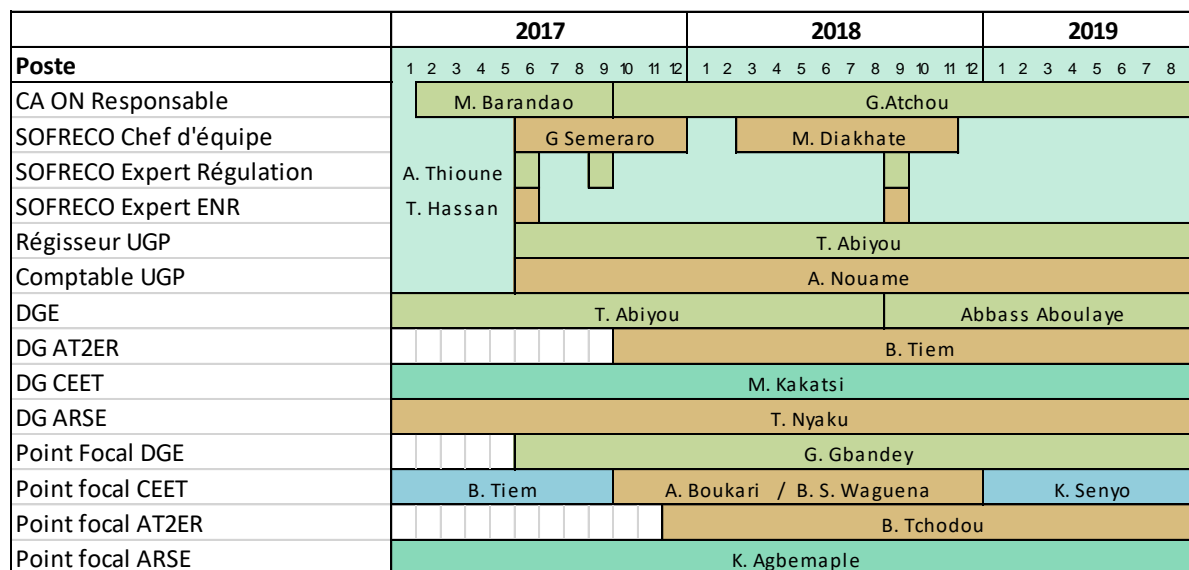 2017 2018 2019
Poste 1 2 3 4 5 6 7 8 9 10 11 12 1 2 3 4 5 6 7 8 9 10 11 12 1 2 3 4 5 6 7 8
CA ON Responsable M. Barandao G.Atchou
SOFRECO Chef d'équipe G Semeraro M. Diakhate
SOFRECO Expert Régulation A. Thioune
SOFRECO Expert ENR T. Hassan
Régisseur UGP T. Abiyou
Comptable UGP A. Nouame
DGE T. Abiyou Abbass Aboulaye
DG AT2ER B. Tiem
DG CEET M. Kakatsi
DG ARSE T. Nyaku
Point Focal DGE G. Gbandey
Point focal CEET B. Tiem A. Boukari / B. S. Waguena K. Senyo
Point focal AT2ER B. Tchodou
Point focal ARSE K. Agbemaple